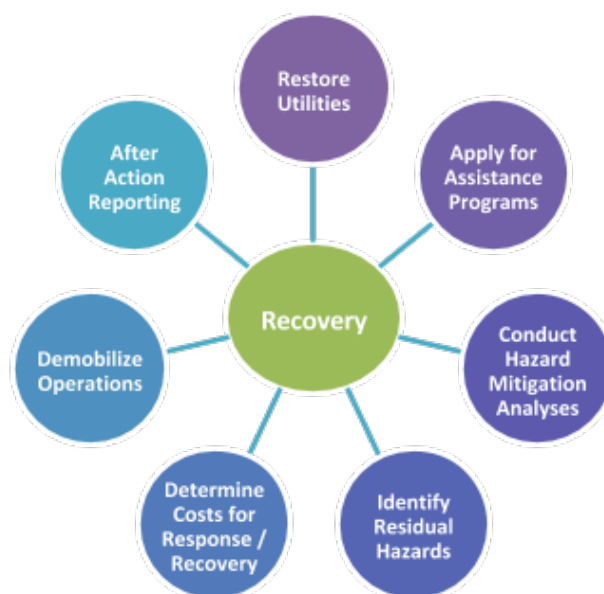 Restore
Utilities
Apply for
Assistance
Programs
Conduct
Hazard
Mitigation
Analyses
Identify
Residual
Hazards
Determine
Costs for
Response /
Recovery
Demobilize
Operations
After
Action
Reporting
Recovery